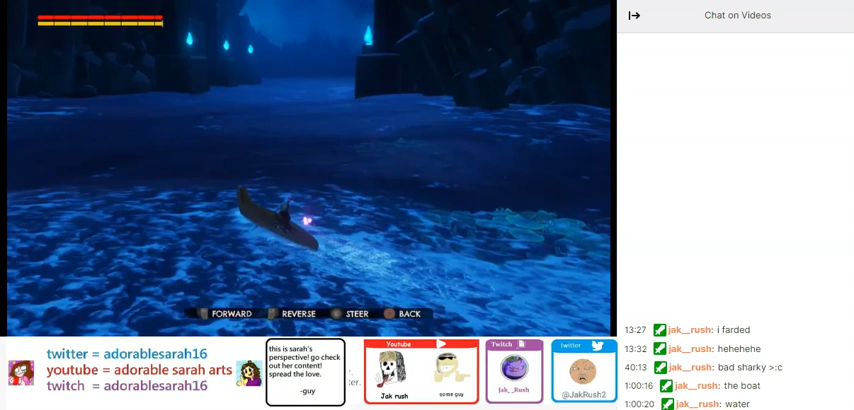 Chat on Videos
FORWARD REVERSE STEER BACK
13:27 jak__rush: i farded
13:32 jak__rush: hehehehe
40:13 jak__rush: bad sharky >:c
1:00:16 jak__rush: the boat
1:00:20 jak__rush: water
twitter = adorablesarah16
youtube = adorable sarah arts
twitch = adorablesarah16
this is sarah's
perspective! go check
out her content!
spread the love.
-guy
Youtube
Jak rush
some guy
Twitch
Jak_Rush
twitter
@JakRush2